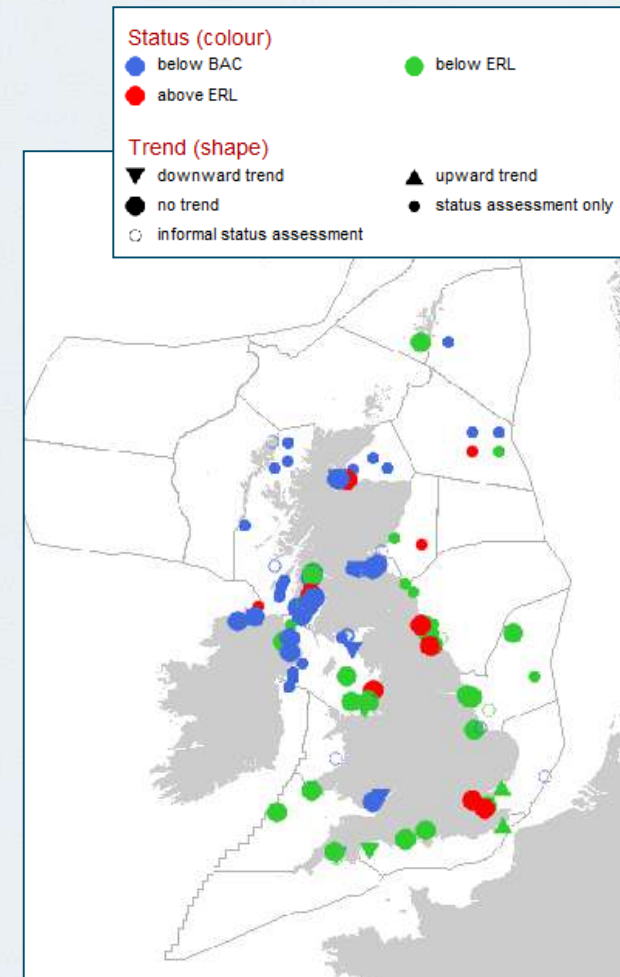 Status (colour)
below BAC
below ERL
above ERL
Trend (shape)
downward trend
upward trend
no trend
status assessment only
informal status assessment